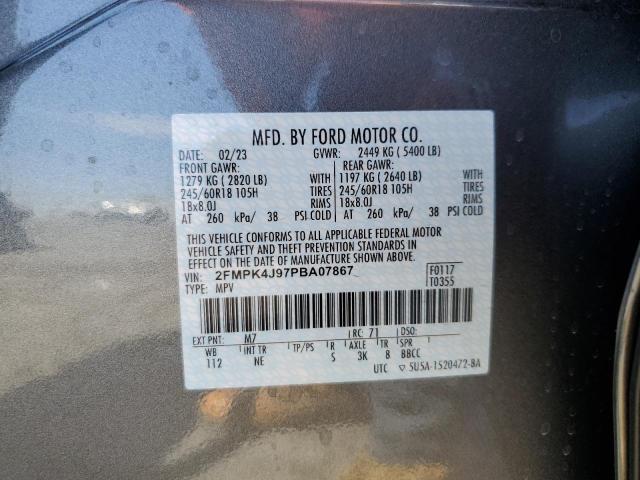 MFD. BY FORD MOTOR CO.
DATE: 02/23 GVWR: 2449 KG ( 5400 LB)
FRONT GAWR: REAR GAWR:
1279 KG ( 2820 LB) WITH 1197 KG ( 2640 LB) WITH
245/60R18 105H TIRES 245/60R18 105H TIRES
18x8.0J RIMS 18x8.0J RIMS
AT 260 kPa/ 38 PSI COLD AT 260 kPa/ 38 PSI COLD
THIS VEHICLE CONFORMS TO ALL APPLICABLE FEDERAL MOTOR
VEHICLE SAFETY AND THEFT PREVENTION STANDARDS IN
EFFECT ON THE DATE OF MANUFACTURE SHOWN ABOVE.
VIN: 2FMPK4J97PBA07867 F0117
TYPE: MPV T0355
EXT PNT: M7 RC: 71 DSO:
WB INT TR TP/PS R AXLE TR SPR
112 NE S 3K 8 BBCC
UTC ▽5U5A-1520472-BA